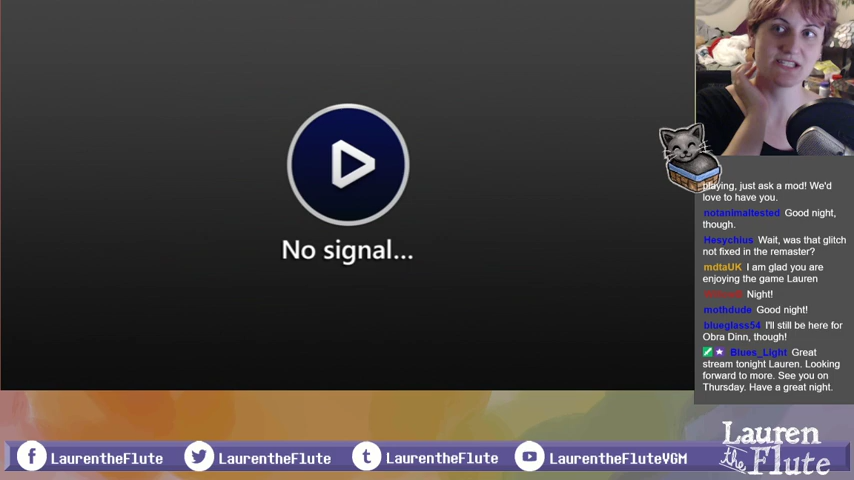 No signal...
playing, just ask a mod! We'd
love to have you.
notanimaltested Good night,
though.
Hesychius Wait, was that glitch
not fixed in the remaster?
mdtaUK I am glad you are
enjoying the game Lauren
Night!
mothdude Good night!
blueglass54 I'll still be here for
Obra Dinn, though!
Blues_Light Great
stream tonight Lauren. Looking
forward to more. See you on
Thursday. Have a great night.
LaurentheFlute
LaurentheFlute
LaurentheFlute
LaurentheFluteVGM
Lauren
the Flute